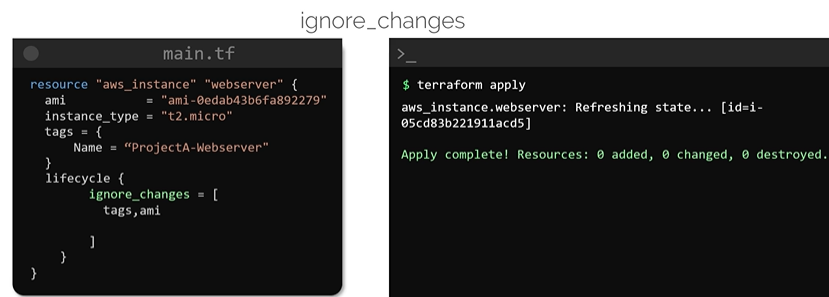 ignore_changes
main.tf
resource "aws_instance" "webserver" {
ami = "ami-0edab43b6fa892279"
instance_type = "t2.micro"
tags = {
Name = “ProjectA-Webserver"
}
lifecycle {
ignore_changes = [
tags,ami
]
}
}
>_
$ terraform apply
aws_instance.webserver: Refreshing state... [id=i-
05cd83b221911acd5]
Apply complete! Resources: 0 added, 0 changed, 0 destroyed.